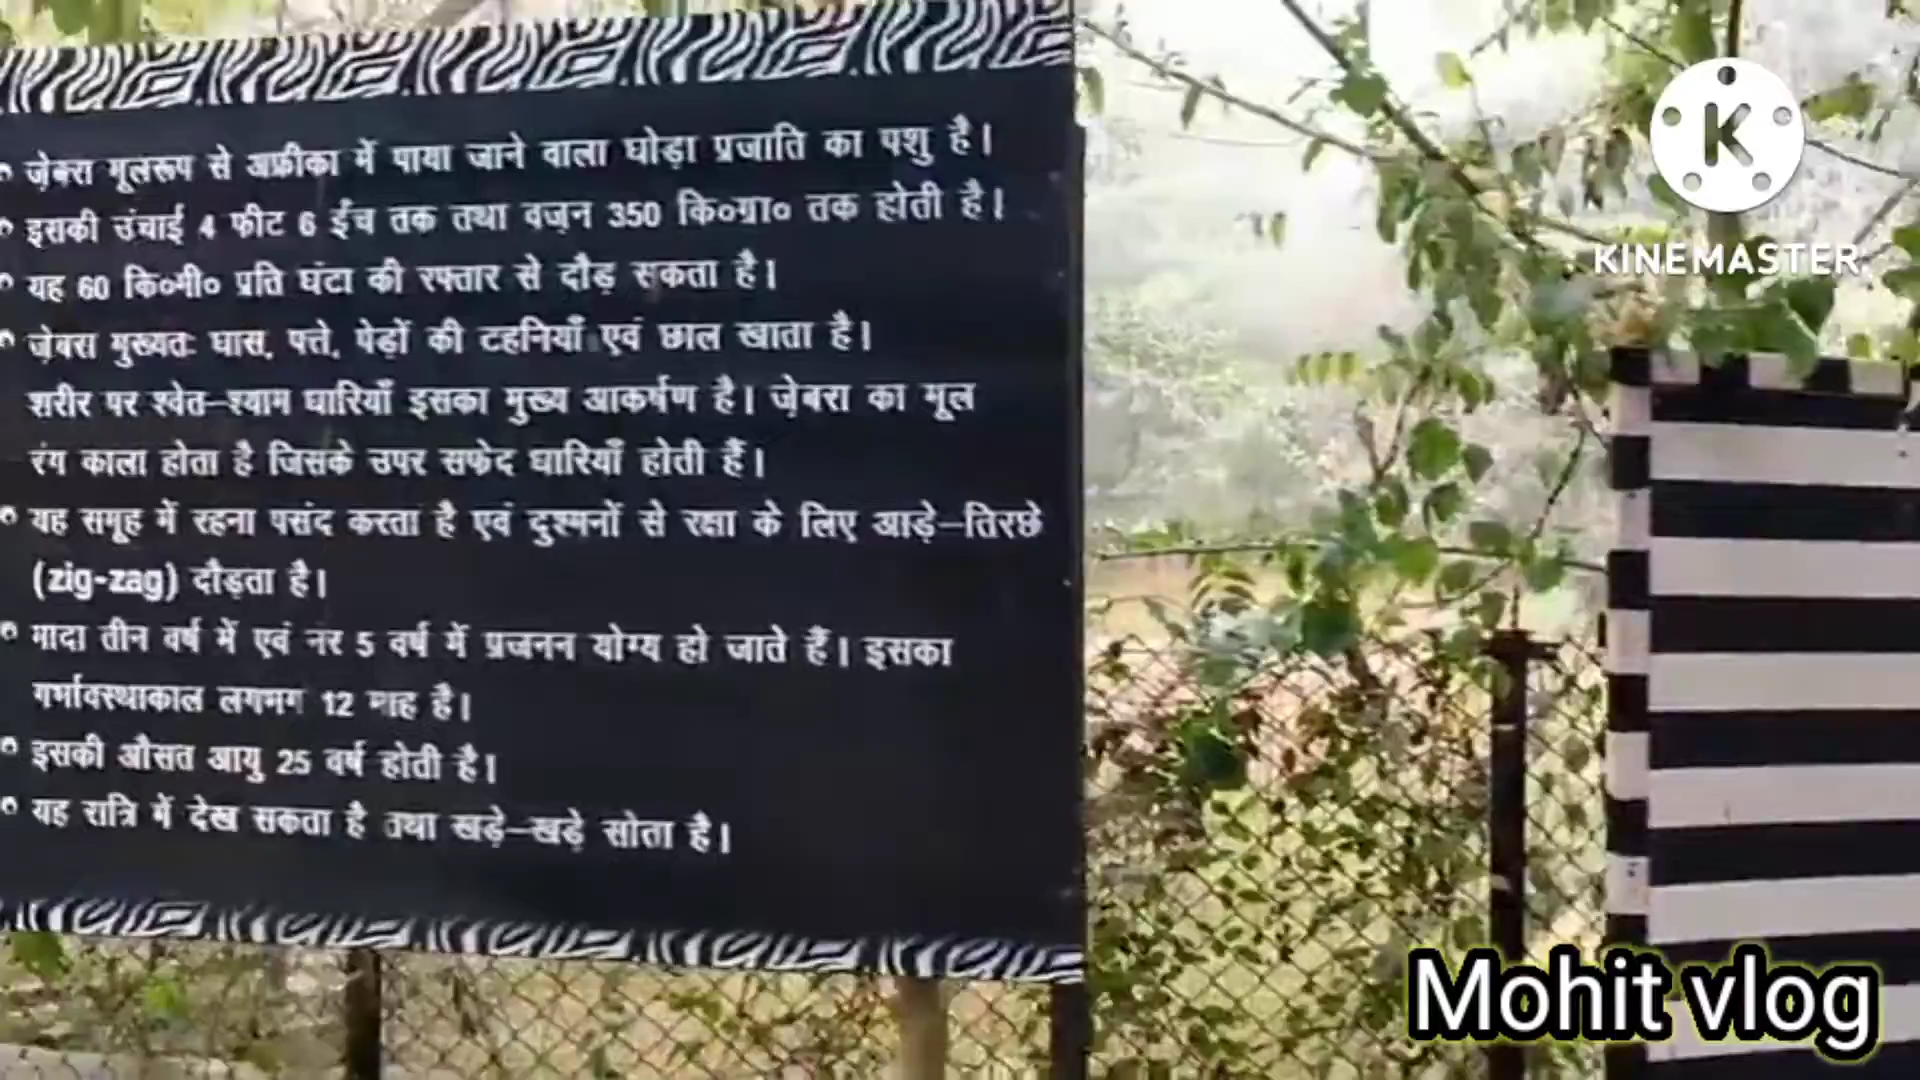 ज़ेबरा मूलरूप से अफ्रीका में पाया जाने वाला घोड़ा प्रजाति का पशु है।
इसकी उंचाई 4 फीट 6 ईंच तक तथा वज़न 350 कि०ग्रा० तक होती है।
यह 60 कि०मी० प्रति घंटा की रफ्तार से दौड़ सकता है।
ज़ेबरा मुख्यतः घास, पत्ते, पेड़ों की टहनियाँ एवं छाल खाता है।
शरीर पर श्वेत-श्याम धारियाँ इसका मुख्य आकर्षण है। ज़ेबरा का मूल
रंग काला होता है जिसके उपर सफेद धारियाँ होती हैं।
यह समूह में रहना पसंद करता है एवं दुश्मनों से रक्षा के लिए आड़े-तिरछे
(zig-zag) दौड़ता है।
मादा तीन वर्ष में एवं नर 5 वर्ष में प्रजनन योग्य हो जाते हैं। इसका
गर्भावस्थाकाल लगभग 12 माह है।
इसकी औसत आयु 25 वर्ष होती है।
यह रात्रि में देख सकता है तथा खड़े-खड़े सोता है।
K
KINEMASTER
Mohit vlog